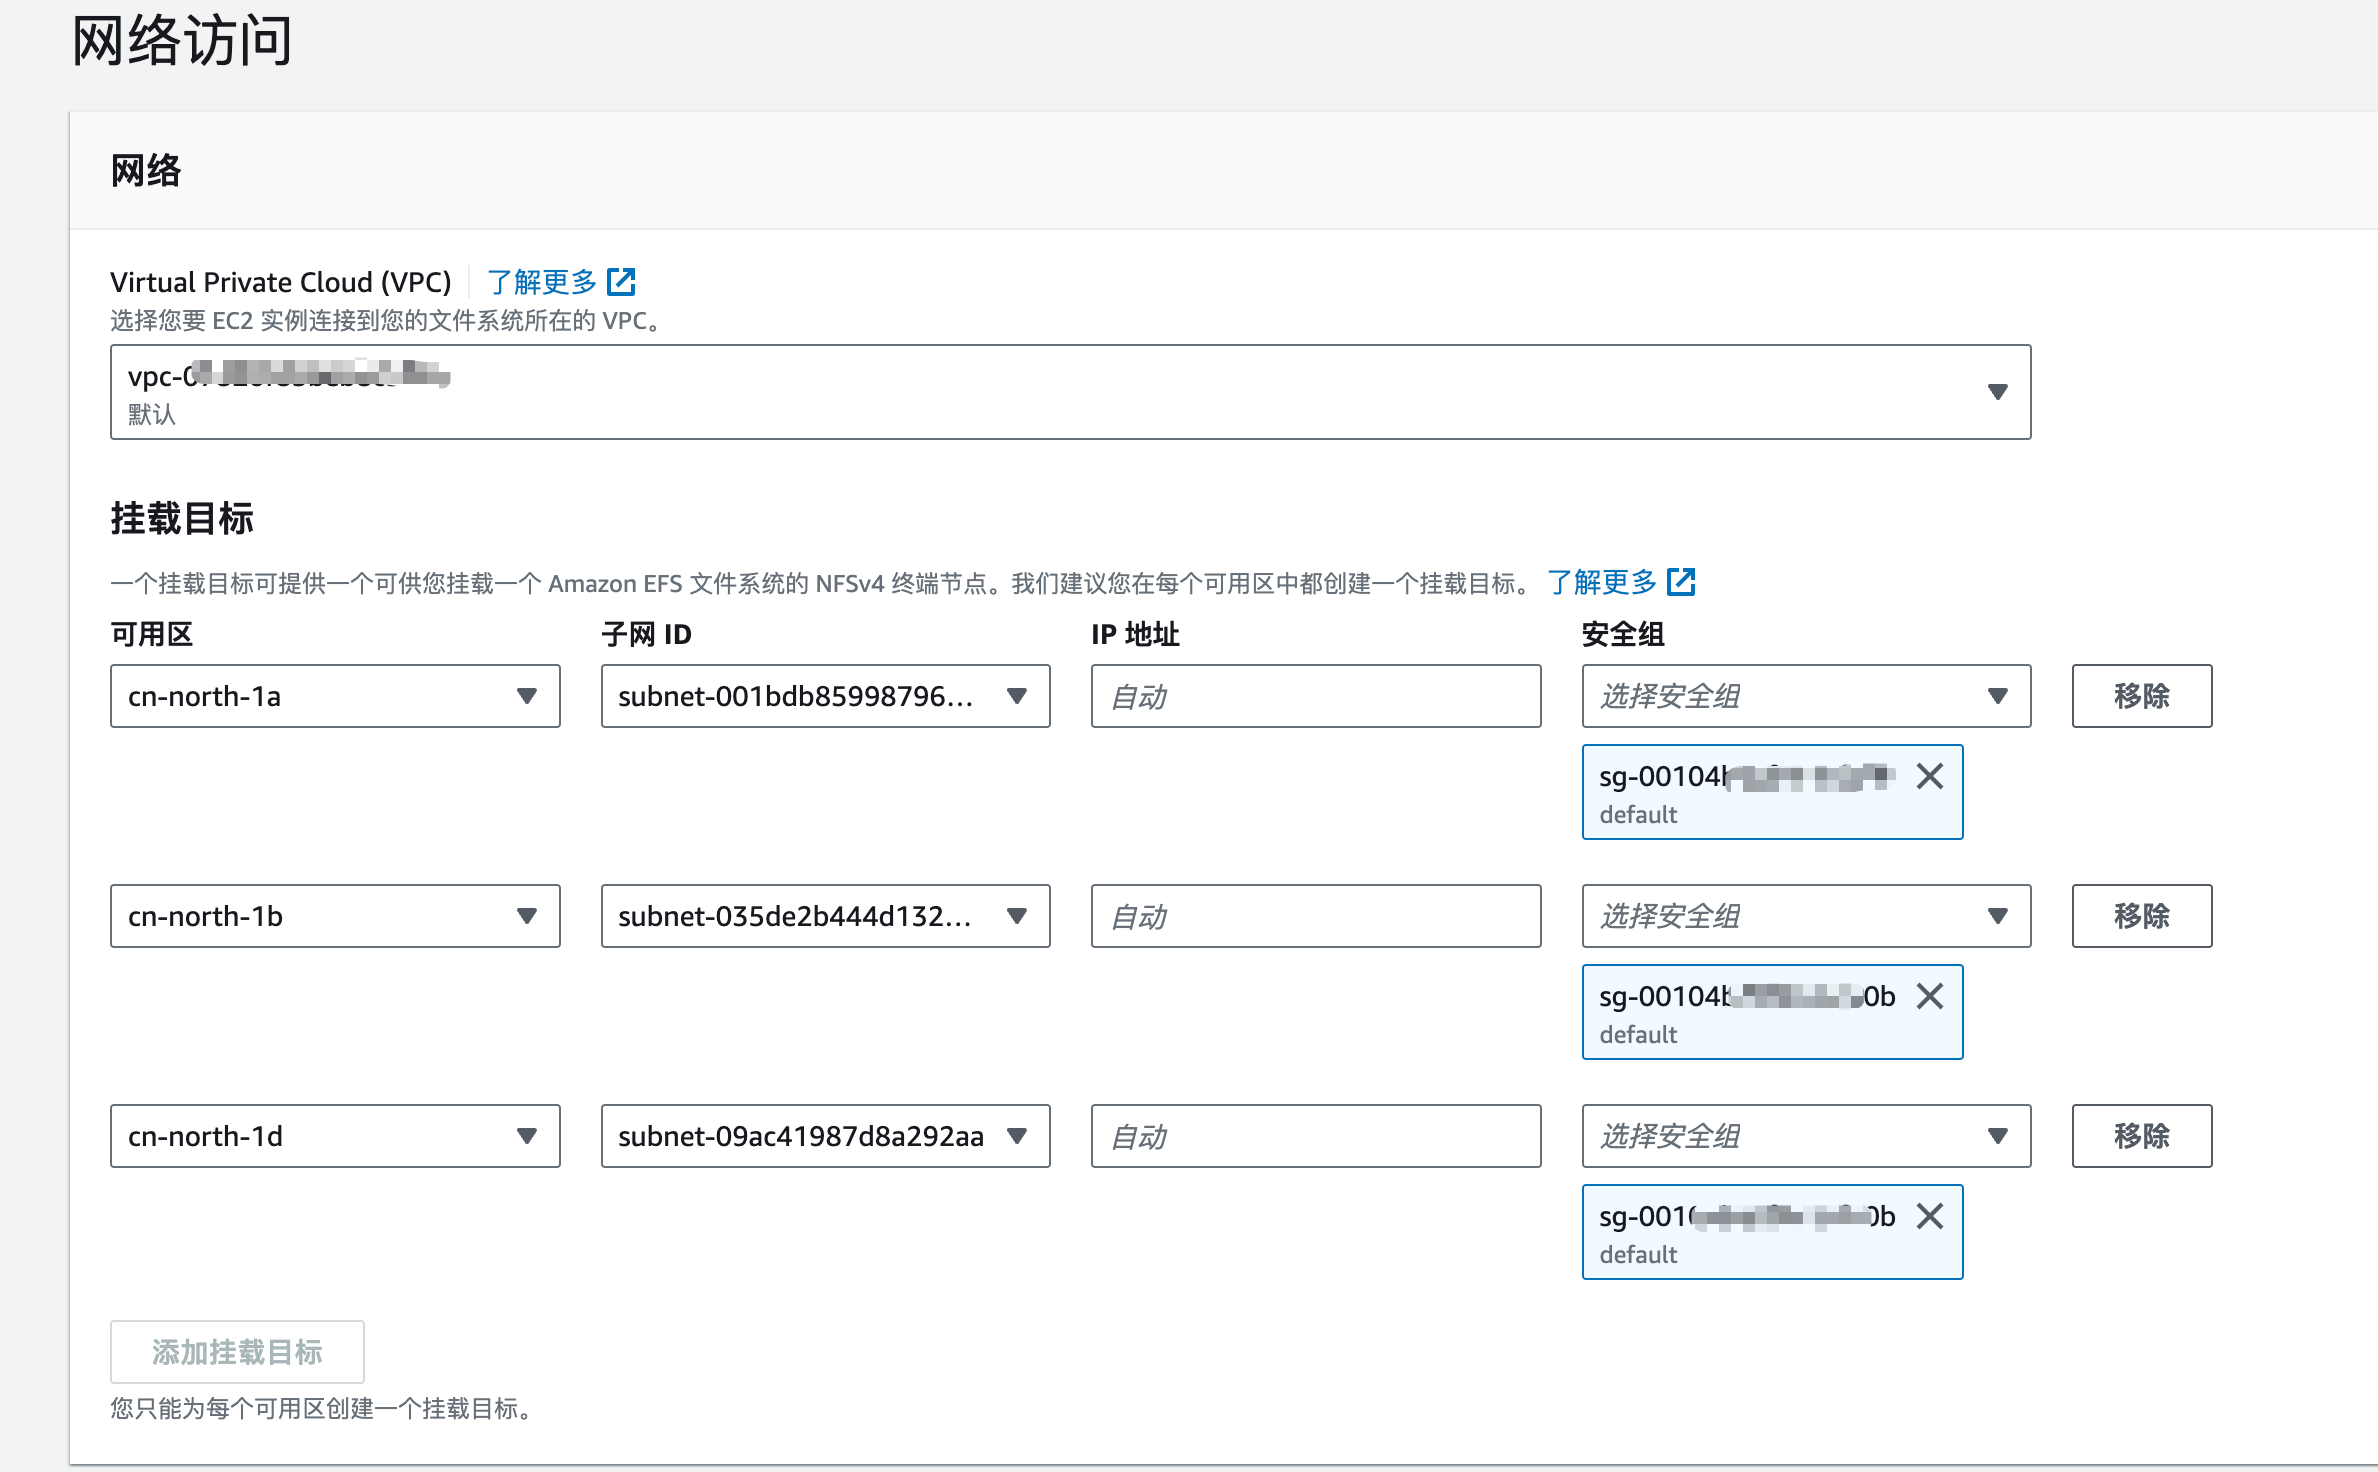 网络访问
网络
Virtual Private Cloud (VPC) 了解更多
选择您要 EC2 实例连接到您的文件系统所在的 VPC。
vpc-0
默认
挂载目标
一个挂载目标可提供一个可供您挂载一个 Amazon EFS 文件系统的 NFSv4 终端节点。我们建议您在每个可用区中都创建一个挂载目标。 了解更多
可用区 子网 ID IP 地址 安全组
cn-north-1a subnet-001bdb85998796... 自动 选择安全组 移除
sg-00104b
default
cn-north-1b subnet-035de2b444d132... 自动 选择安全组 移除
sg-00104b 0b
default
cn-north-1d subnet-09ac41987d8a292aa 自动 选择安全组 移除
sg-0010 0b
default
添加挂载目标
您只能为每个可用区创建一个挂载目标。